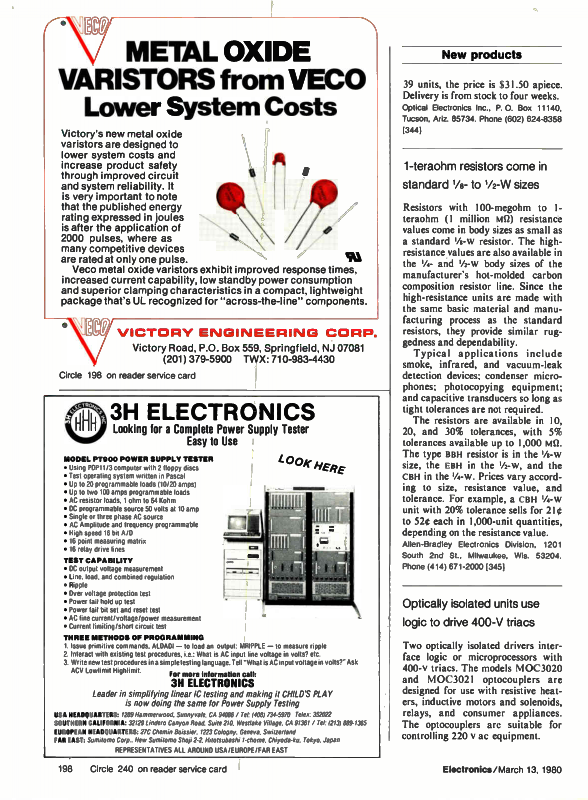 VECO
METAL OXIDE
VARISTORS from VECO
Lower System Costs
Victory's new metal oxide
varistors are designed to
lower system costs and
increase product safety
through improved circuit
and system reliability. It
is very important to note
that the published energy
rating expressed in joules
is after the application of
2000 pulses, where as
many competitive devices
are rated at only one pulse.
Veco metal oxide varistors exhibit improved response times,
increased current capability, low standby power consumption
and superior clamping characteristics in a compact, lightweight
package that's UL recognized for "across-the-line" components.
VECO
VICTORY ENGINEERING CORP.
Victory Road, P.O. Box 559, Springfield, NJ 07081
(201) 379-5900 TWX: 710-983-4430
Circle 198 on reader service card
3H ELECTRONICS INC
HHH
3H ELECTRONICS
Looking for a Complete Power Supply Tester
Easy to Use
LOOK HERE
MODEL PT900 POWER SUPPLY TESTER
• Using PDP11/3 computer with 2 floppy discs
• Test operating system written in Pascal
• Up to 20 programmable loads (10/20 amps)
• Up to two 100 amps programmable loads
• AC resistor loads, 1 ohm to 64 Kohm
• DC programmable source 50 volts at 10 amp
• Single or three phase AC source
• AC Amplitude and frequency programmable
• High speed 16 bit A/D
• 16 point measuring matrix
• 16 relay drive lines
TEST CAPABILITY
• DC output voltage measurement
• Line, load, and combined regulation
• Ripple
• Over voltage protection test
• Power fail hold up test
• Power fail bit set and reset test
• AC line current/voltage/power measurement
• Current limiting/short circuit test
THREE METHODS OF PROGRAMMING
1. Issue primitive commands, ALDADI — to load an output: MRIPPLE — to measure ripple
2. Interact with existing test procedures, i.e.: What is AC input line voltage in volts? etc.
3. Write new test procedures in a simple testing language. Tell "What is AC input voltage in volts?" Ask
ACV Lowlimit Highlimit.
For more information call:
3H ELECTRONICS
Leader in simplifying linear IC testing and making it CHILD'S PLAY
is now doing the same for Power Supply Testing
USA HEADQUARTERS: 1289 Hammerwood, Sunnyvale, CA 94086 / Tel: (408) 734-5970 Telex: 352022
SOUTHERN CALIFORNIA: 32129 Lindero Canyon Road, Suite 210, Westlake Village, CA 91361 / Tel: (213) 889-1365
EUROPEAN HEADQUARTERS: 27C Chemin Boissier, 1223 Cologny, Geneva, Switzerland
FAR EAST: Sumitomo Corp., New Sumitomo Shoji 2-2, Hitotsubashi 1-chome, Chiyoda-ku, Tokyo, Japan
REPRESENTATIVES ALL AROUND USA/EUROPE/FAR EAST
198 Circle 240 on reader service card
New products
39 units, the price is $31.50 apiece.
Delivery is from stock to four weeks.
Optical Electronics Inc., P. O. Box 11140,
Tucson, Ariz. 85734. Phone (602) 624-8358
[344]
1-teraohm resistors come in
standard 1/8- to 1/2-W sizes
Resistors with 100-megohm to 1-
teraohm (1 million MΩ) resistance
values come in body sizes as small as
a standard 1/8-W resistor. The high-
resistance values are also available in
the 1/4- and 1/2-W body sizes of the
manufacturer's hot-molded carbon
composition resistor line. Since the
high-resistance units are made with
the same basic material and manu-
facturing process as the standard
resistors, they provide similar rug-
gedness and dependability.
Typical applications include
smoke, infrared, and vacuum-leak
detection devices; condenser micro-
phones; photocopying equipment;
and capacitive transducers so long as
tight tolerances are not required.
The resistors are available in 10,
20, and 30% tolerances, with 5%
tolerances available up to 1,000 MΩ.
The type BBH resistor is in the 1/8-W
size, the EBH in the 1/2-W, and the
CBH in the 1/4-W. Prices vary accord-
ing to size, resistance value, and
tolerance. For example, a CBH 1/4-W
unit with 20% tolerance sells for 21¢
to 52¢ each in 1,000-unit quantities,
depending on the resistance value.
Allen-Bradley Electronics Division, 1201
South 2nd St., Milwaukee, Wis. 53204.
Phone (414) 671-2000 [345]
Optically isolated units use
logic to drive 400-V triacs
Two optically isolated drivers inter-
face logic or microprocessors with
400-V triacs. The models MOC3020
and MOC3021 optocouplers are
designed for use with resistive heat-
ers, inductive motors and solenoids,
relays, and consumer appliances.
The optocouplers are suitable for
controlling 220 v ac equipment.
Electronics/March 13, 1980